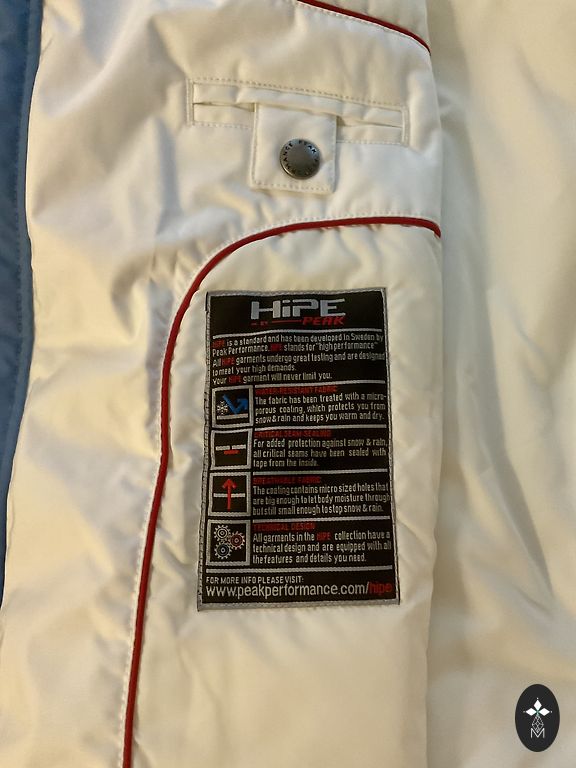 PEAK PERFORMANCE
HiPE
BY PEAK
HiPE is a standard and has been developed in Sweden by
Peak Performance. HiPE stands for "high performance"
All HiPE garments undergo great testing and are designed
to meet your high demands.
Your HiPE garment will never limit you.
WATER-RESISTANT FABRIC
The fabric has been treated with a micro-
porous coating, which protects you from
snow & rain and keeps you warm and dry.
CRITICAL SEAM SEALING
For added protection against snow & rain,
all critical seams have been sealed with
tape from the inside.
BREATHABLE FABRIC
The coating contains micro sized holes that
are big enough to let body moisture through
but still small enough to stop snow & rain.
TECHNICAL DESIGN
All garments in the HiPE collection have a
technical design and are equipped with all
the features and details you need.
FOR MORE INFO PLEASE VISIT:
www.peakperformance.com/hipe
M